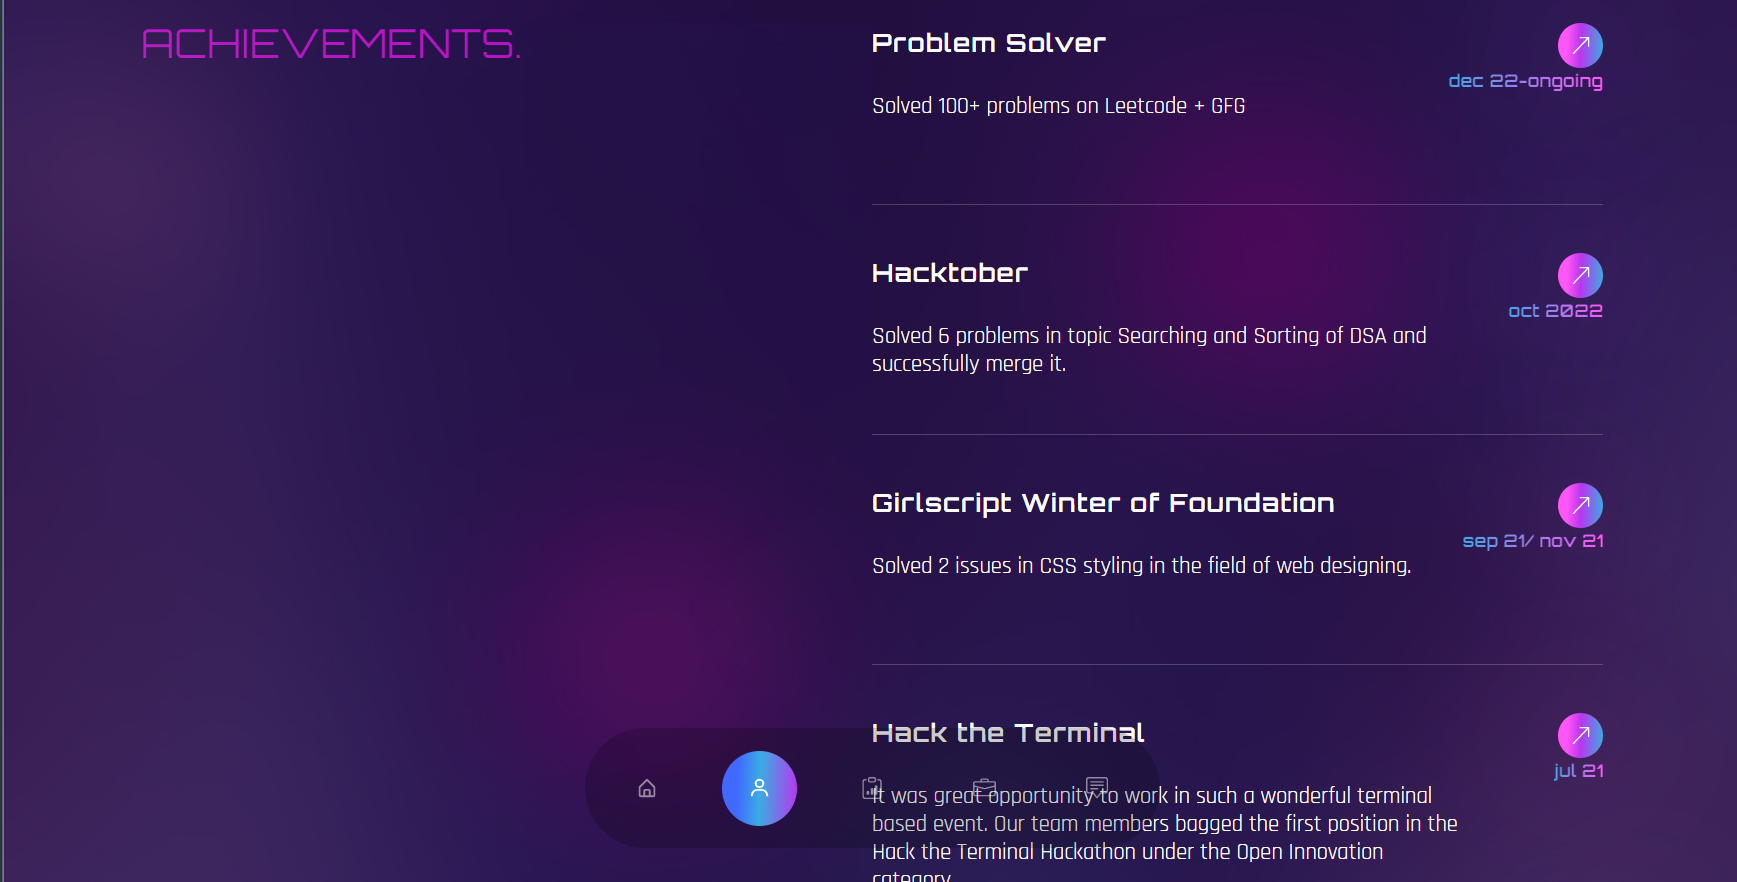 ACHIEVEMENTS.
Problem Solver
dec 22-ongoing
Solved 100+ problems on Leetcode + GFG
Hacktober
oct 2022
Solved 6 problems in topic Searching and Sorting of DSA and
successfully merge it.
Girlscript Winter of Foundation
sep 21/ nov 21
Solved 2 issues in CSS styling in the field of web designing.
Hack the Terminal
jul 21
It was great opportunity to work in such a wonderful terminal
based event. Our team members bagged the first position in the
Hack the Terminal Hackathon under the Open Innovation
category